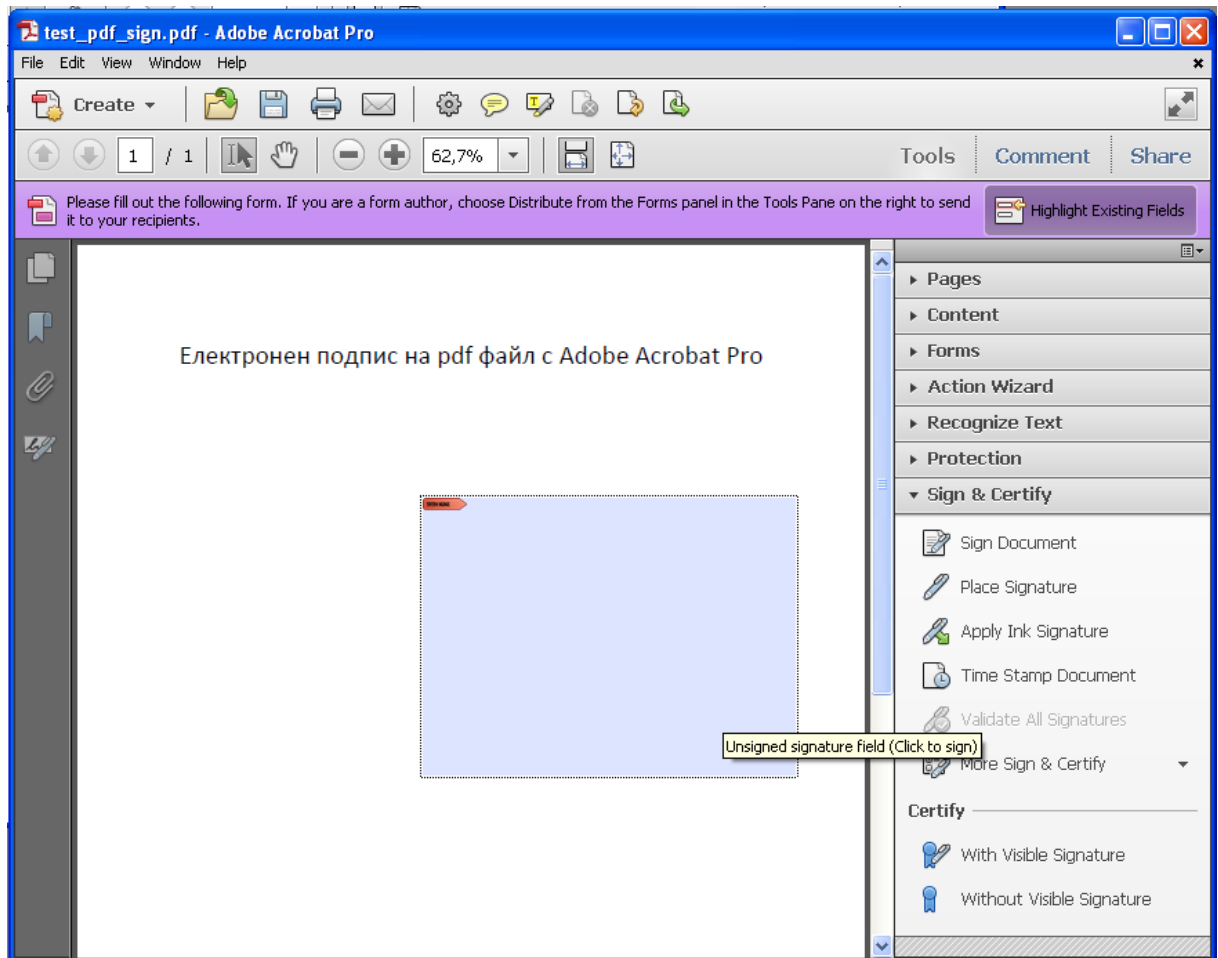 test_pdf_sign.pdf - Adobe Acrobat Pro
File Edit View Window Help
Create
1 / 1 62,7% Tools Comment Share
Please fill out the following form. If you are a form author, choose Distribute from the Forms panel in the Tools Pane on the right to send
it to your recipients.
Highlight Existing Fields
Pages
Content
Forms
Action Wizard
Recognize Text
Protection
Sign & Certify
Sign Document
Place Signature
Apply Ink Signature
Time Stamp Document
Validate All Signatures
More Sign & Certify
Certify
With Visible Signature
Without Visible Signature
Електронен подпис на pdf файл с Adobe Acrobat Pro
Unsigned signature field (Click to sign)